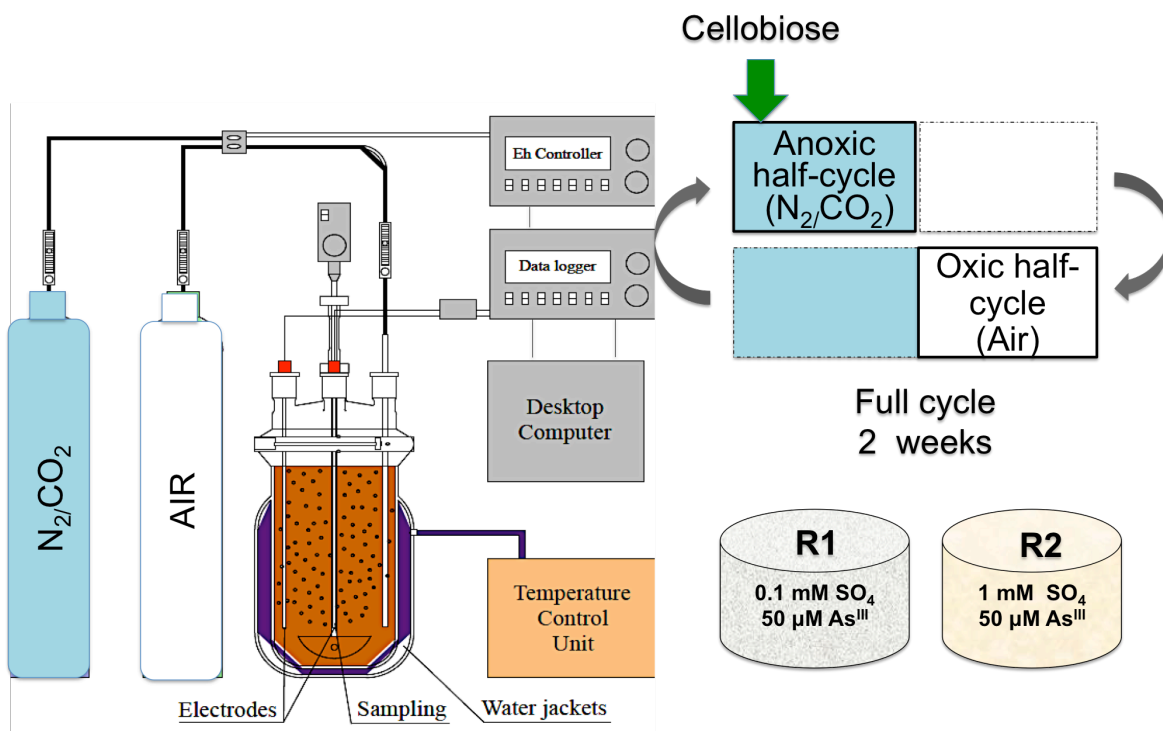 Cellobiose
Anoxic
half-cycle
(N2/CO2)
Oxic half-
cycle
(Air)
Full cycle
2 weeks
Eh Controller
Data logger
Desktop
Computer
Temperature
Control
Unit
N2/CO2
AIR
Electrodes
Sampling
Water jackets
R1
0.1 mM SO4
50 µM AsIII
R2
1 mM SO4
50 µM AsIII